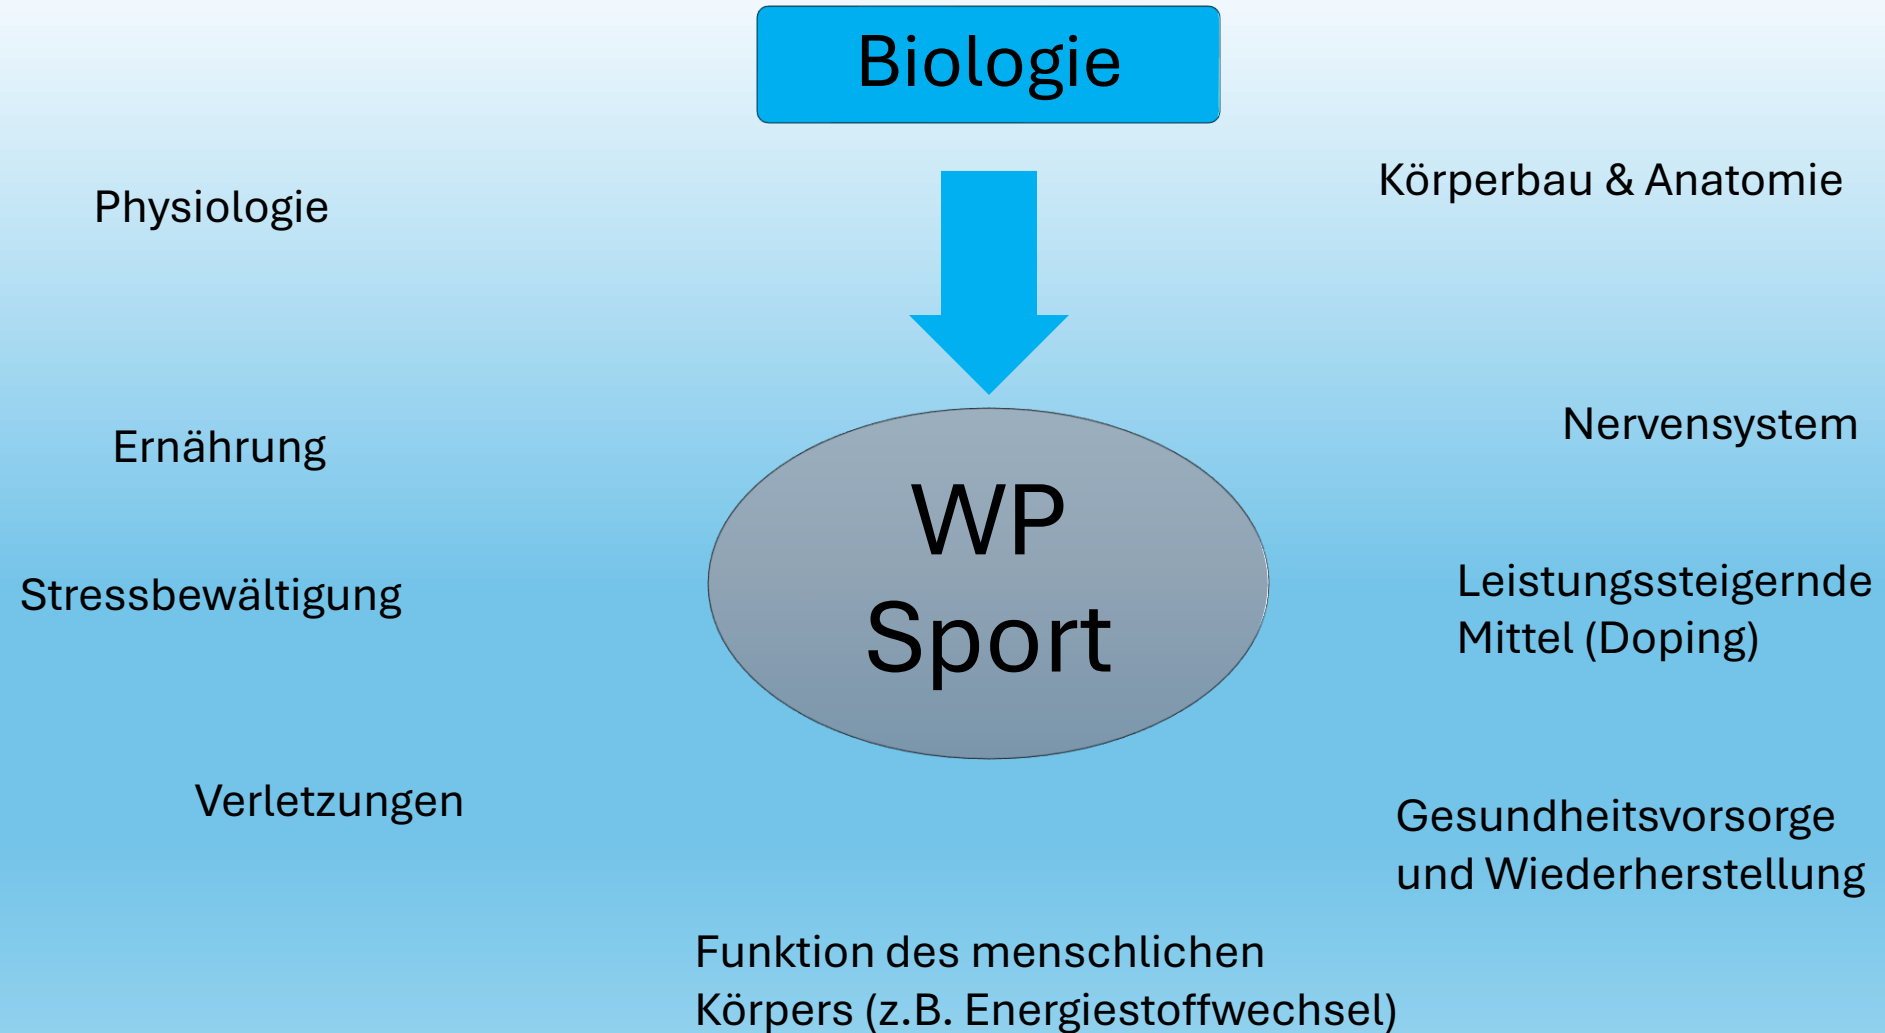 Biologie
Physiologie
Körperbau & Anatomie
Ernährung
Nervensystem
WP
Sport
Stressbewältigung
Leistungssteigernde
Mittel (Doping)
Verletzungen
Gesundheitsvorsorge
und Wiederherstellung
Funktion des menschlichen
Körpers (z.B. Energiestoffwechsel)